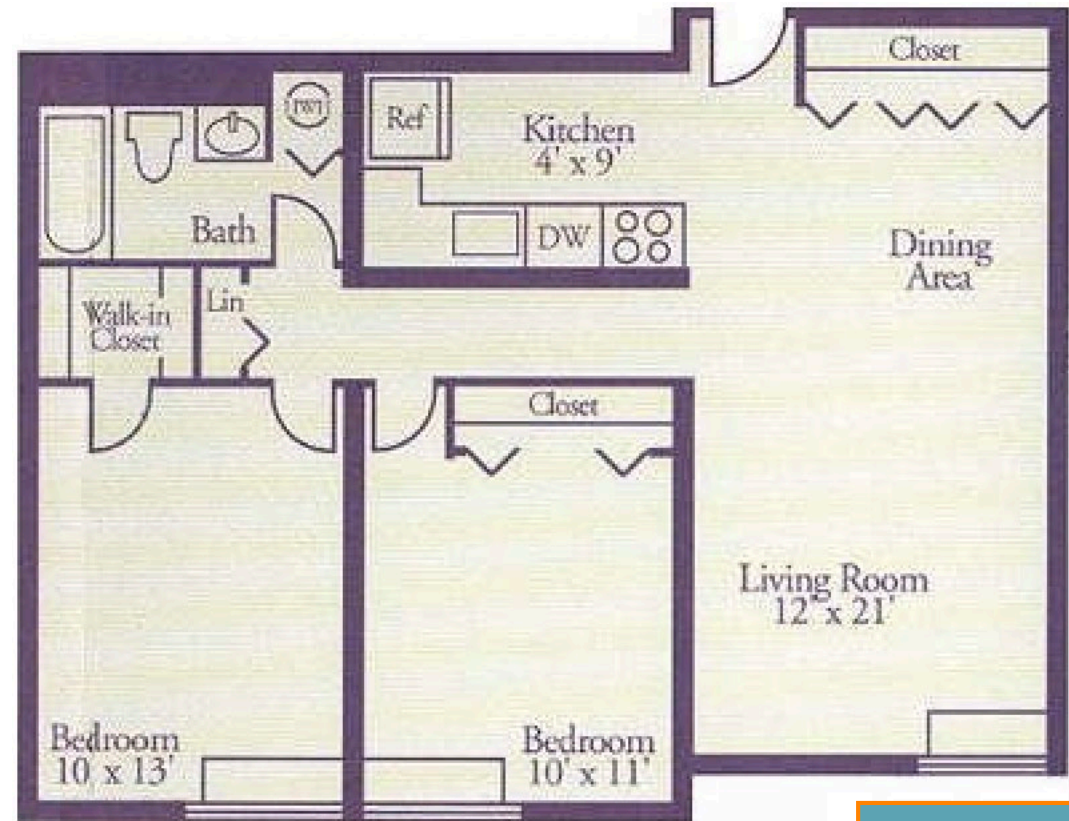 Closet
Ref
Kitchen
4' x 9'
Bath
DW
Dining
Area
Walk-in
Closet
Lin
Closet
Living Room
12' x 21'
Bedroom
10' x 13'
Bedroom
10' x 11'